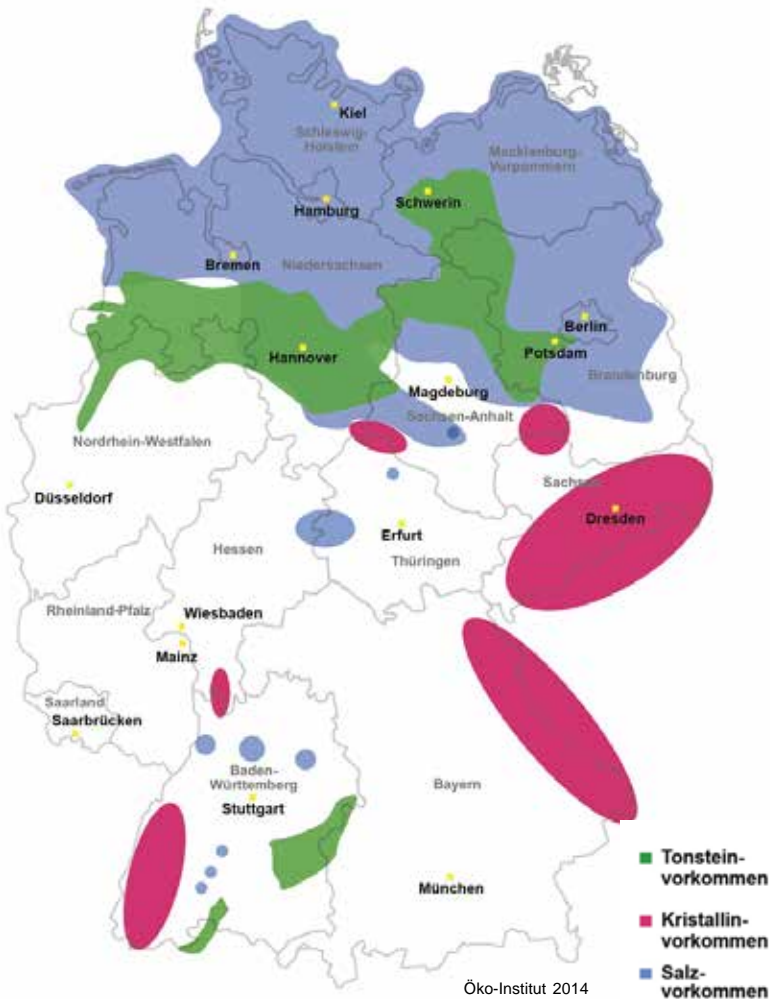 Kiel
Schleswig-
Holstein
Mecklenburg-
Vorpommern
Schwerin
Hamburg
Bremen
Niedersachsen
Berlin
Hannover
Potsdam
Brandenburg
Magdeburg
Sachsen-Anhalt
Nordrhein-Westfalen
Düsseldorf
Sachsen
Dresden
Erfurt
Hessen
Thüringen
Rheinland-Pfalz
Wiesbaden
Mainz
Saarland
Saarbrücken
Baden-
Württemberg
Bayern
Stuttgart
München
Tonstein-
vorkommen
Kristallin-
vorkommen
Salz-
vorkommen
Öko-Institut 2014